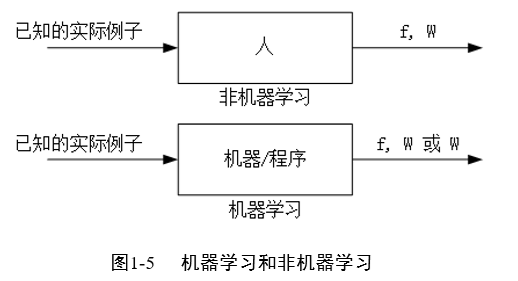 已知的实际例子
人
f, W
非机器学习
已知的实际例子
机器/程序
f, W 或 W
机器学习
图1-5 机器学习和非机器学习